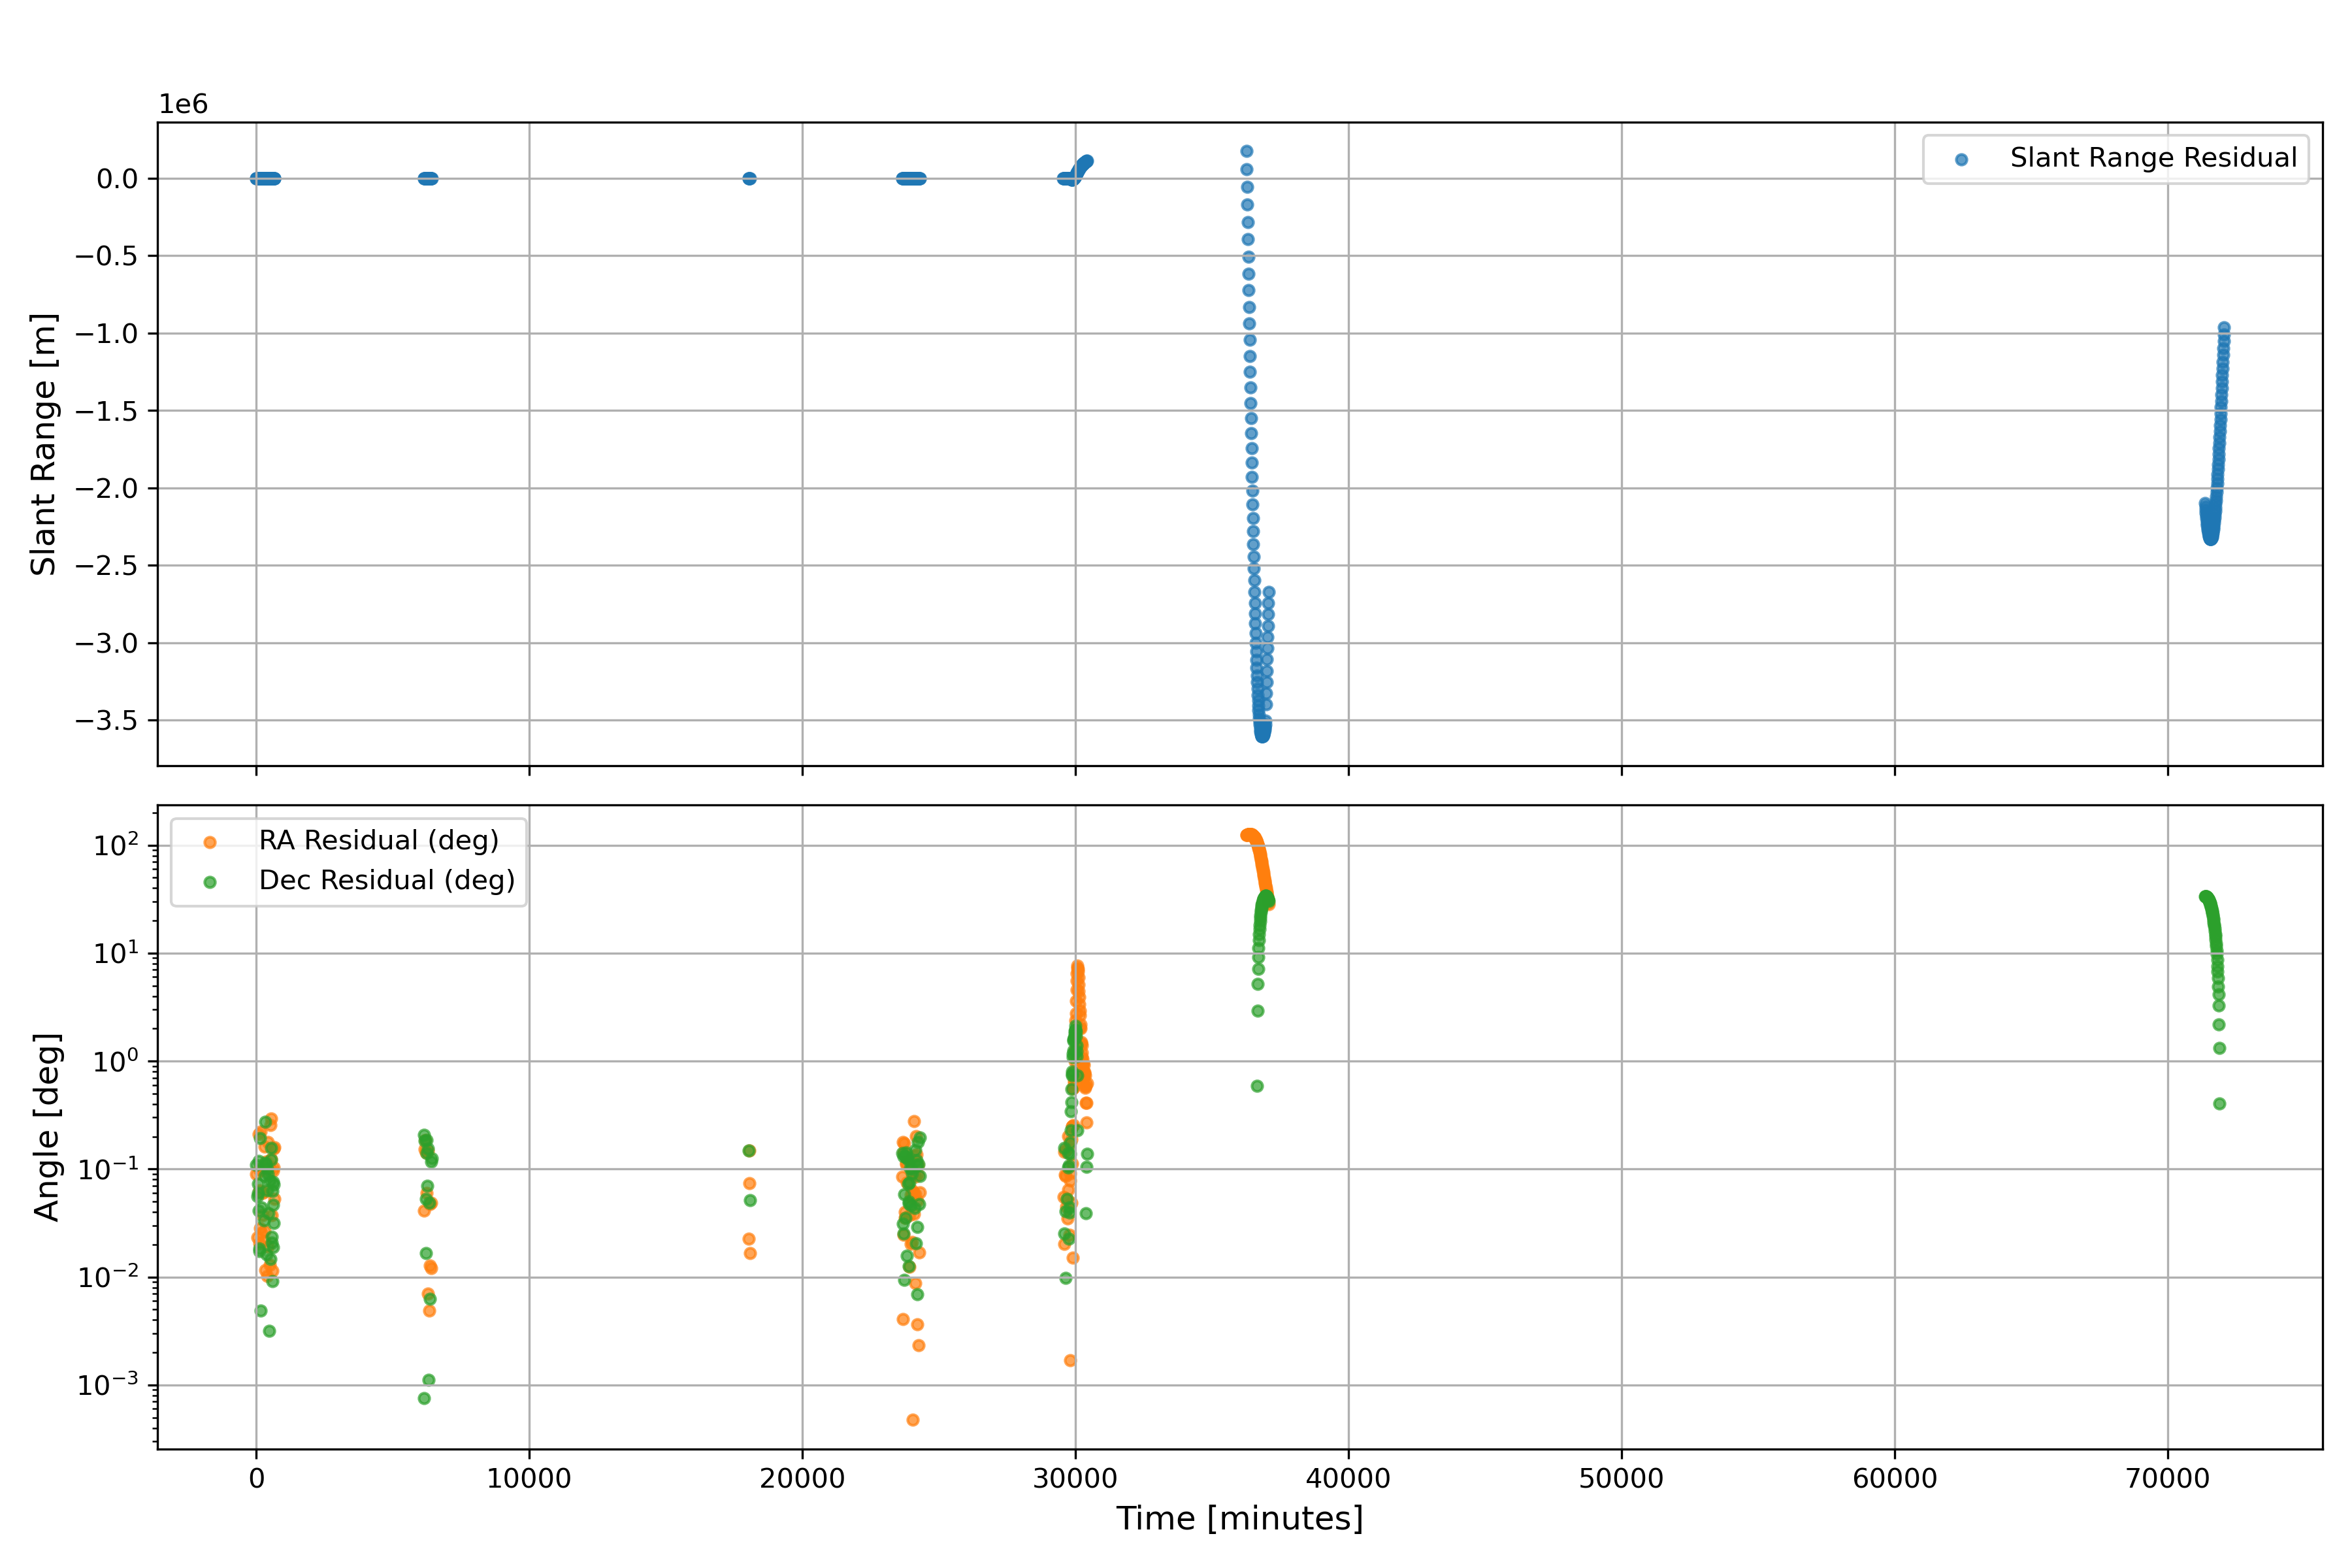 1e6
Slant Range [m]
0.0
−0.5
−1.0
−1.5
−2.0
−2.5
−3.0
−3.5
Slant Range Residual
Angle [deg]
10²
10¹
10⁰
10⁻¹
10⁻²
10⁻³
RA Residual (deg)
Dec Residual (deg)
0 10000 20000 30000 40000 50000 60000 70000
Time [minutes]